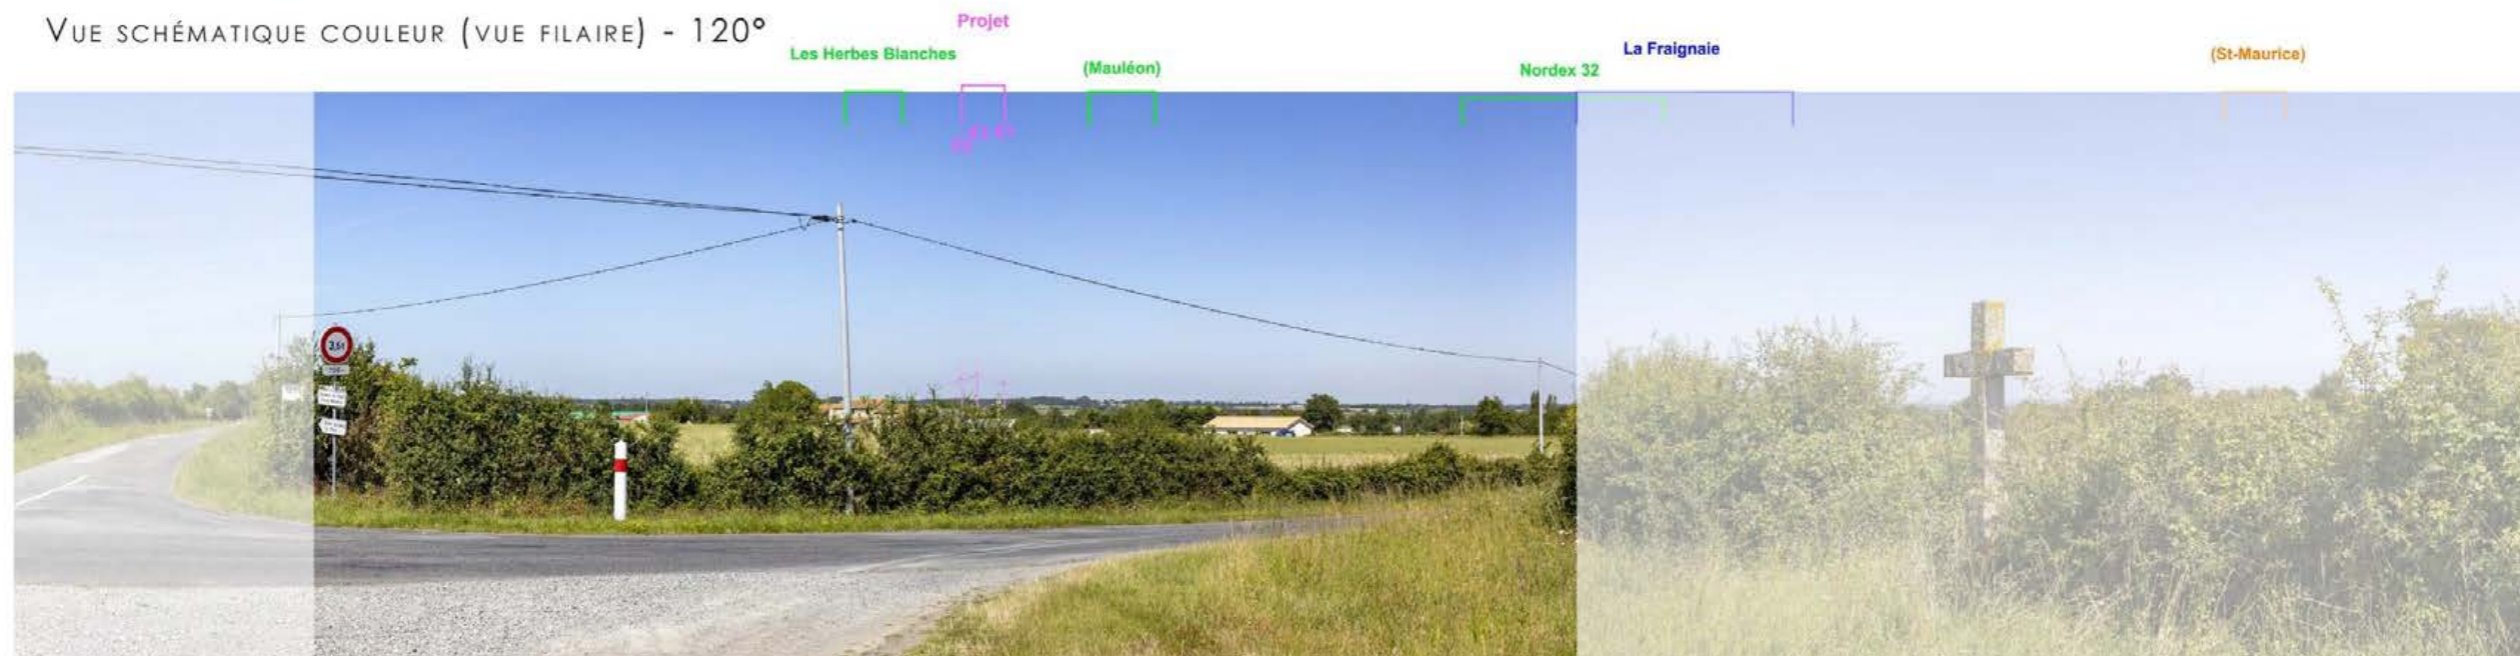 VUE SCHÉMATIQUE COULEUR (VUE FILAIRE) - 120°
Projet
Les Herbes Blanches
(Mauléon)
Nordex 32
La Fraignaie
(St-Maurice)